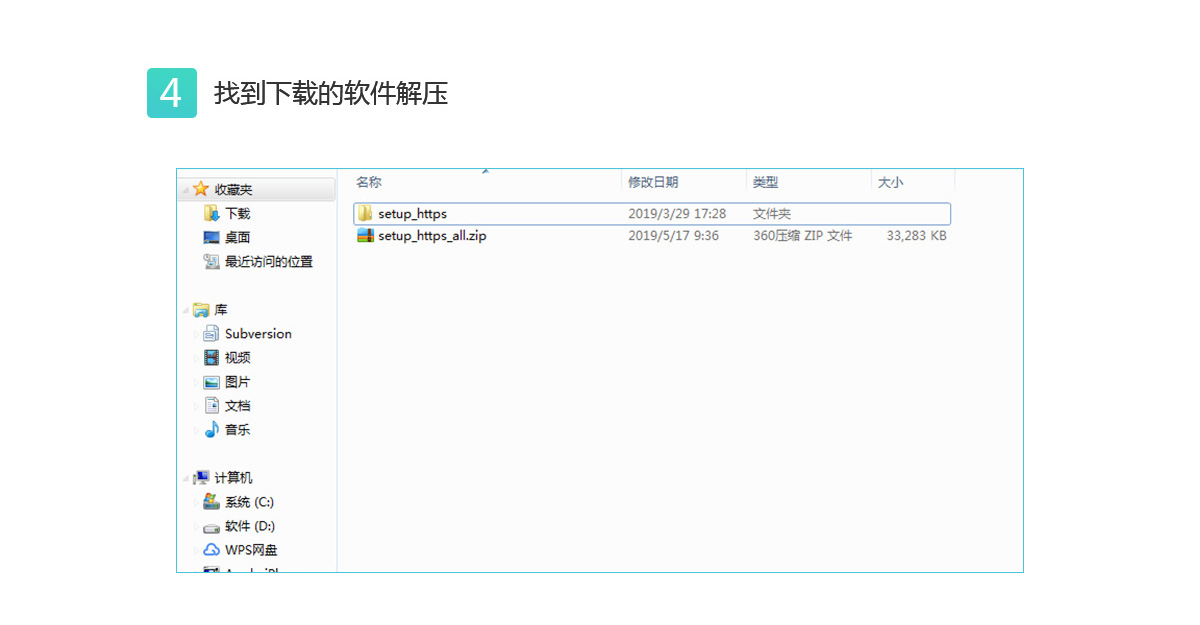 4 找到下载的软件解压
名称 修改日期 类型 大小
收藏夹
下载
桌面
最近访问的位置
库
Subversion
视频
图片
文档
音乐
计算机
系统 (C:)
软件 (D:)
WPS网盘
setup_https 2019/3/29 17:28 文件夹
setup_https_all.zip 2019/5/17 9:36 360压缩 ZIP 文件 33,283 KB